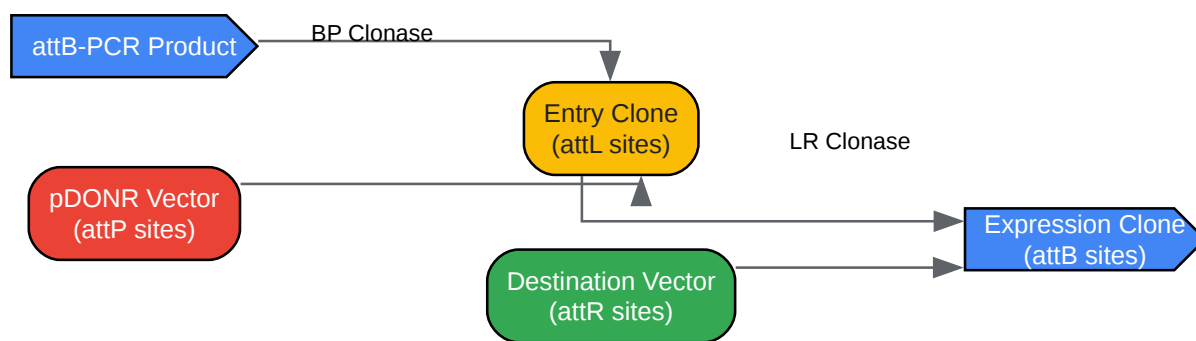 attB-PCR Product
BP Clonase
Entry Clone
(attL sites)
LR Clonase
pDONR Vector
(attP sites)
Expression Clone
(attB sites)
Destination Vector
(attR sites)